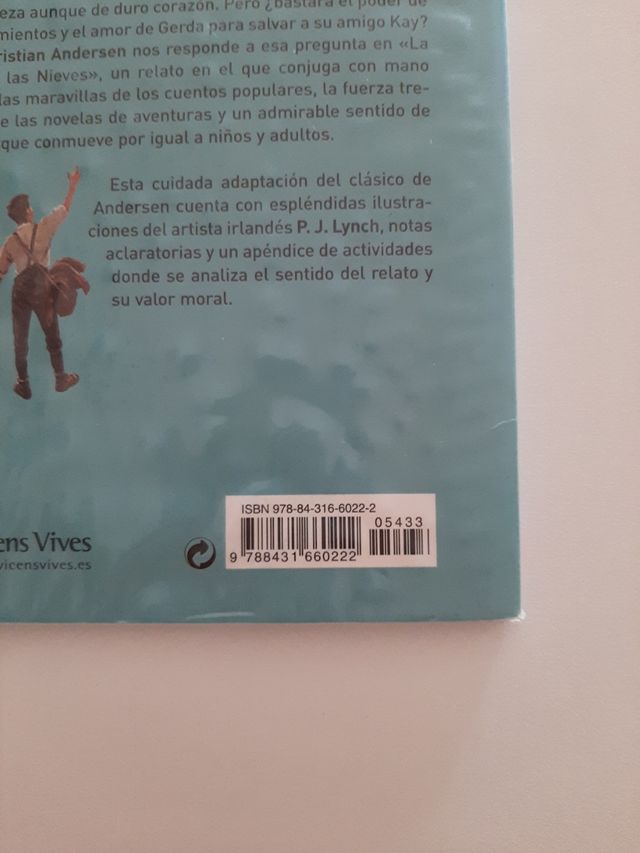 eza aunque de duro corazón. Pero ¿bastará el poder de
mientos y el amor de Gerda para salvar a su amigo Kay?
ristian Andersen nos responde a esa pregunta en «La
las Nieves», un relato en el que conjuga con mano
las maravillas de los cuentos populares, la fuerza tre-
e las novelas de aventuras y un admirable sentido de
que conmueve por igual a niños y adultos.
Esta cuidada adaptación del clásico de
Andersen cuenta con espléndidas ilustra-
ciones del artista irlandés P. J. Lynch, notas
aclaratorias y un apéndice de actividades
donde se analiza el sentido del relato y
su valor moral.
ISBN 978-84-316-6022-2
05433
9 788431 660222
ens Vives
vicensvives.es